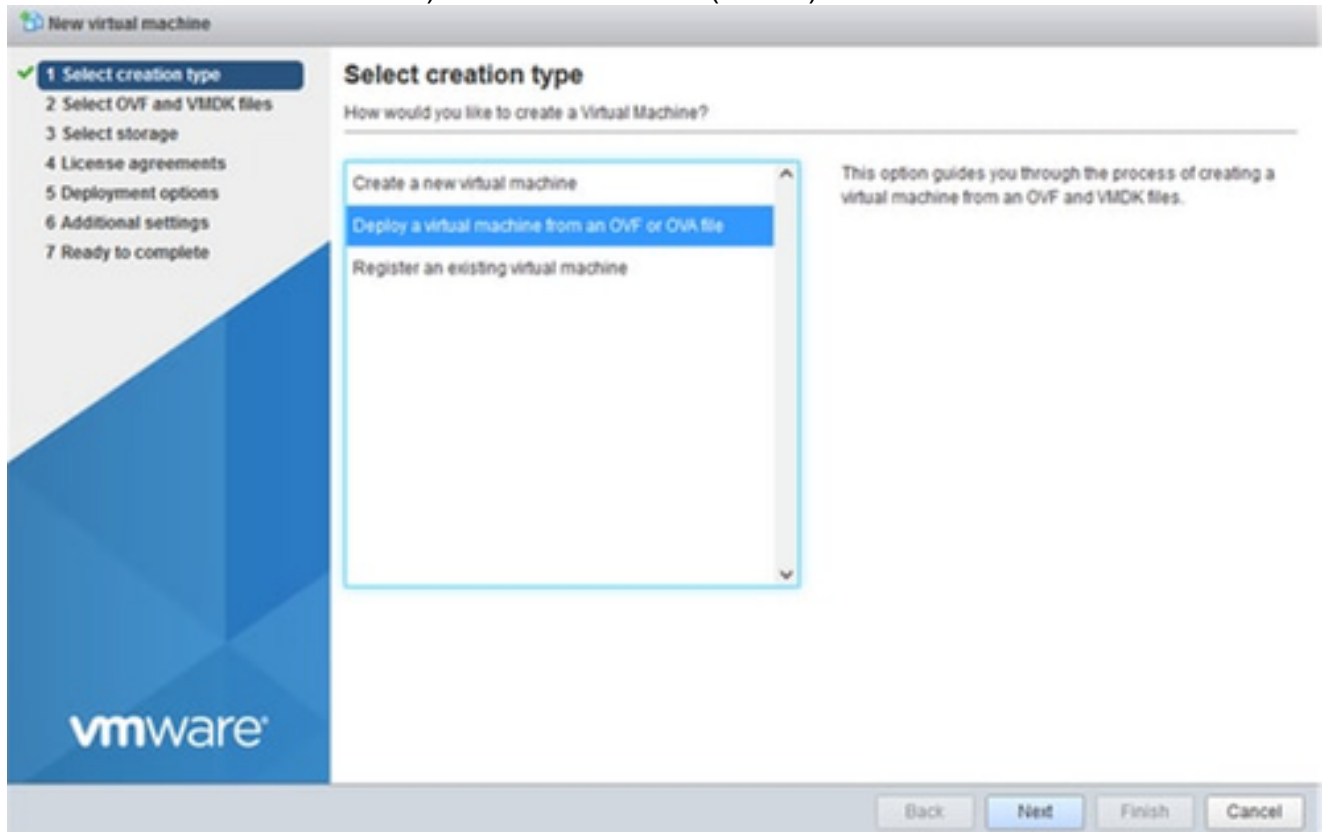 New virtual machine
1 Select creation type
2 Select OVF and VMDK files
3 Select storage
4 License agreements
5 Deployment options
6 Additional settings
7 Ready to complete
vmware
Select creation type
How would you like to create a Virtual Machine?
Create a new virtual machine
Deploy a virtual machine from an OVF or OVA file
Register an existing virtual machine
This option guides you through the process of creating a
virtual machine from an OVF and VMDK files.
Back Next Finish Cancel